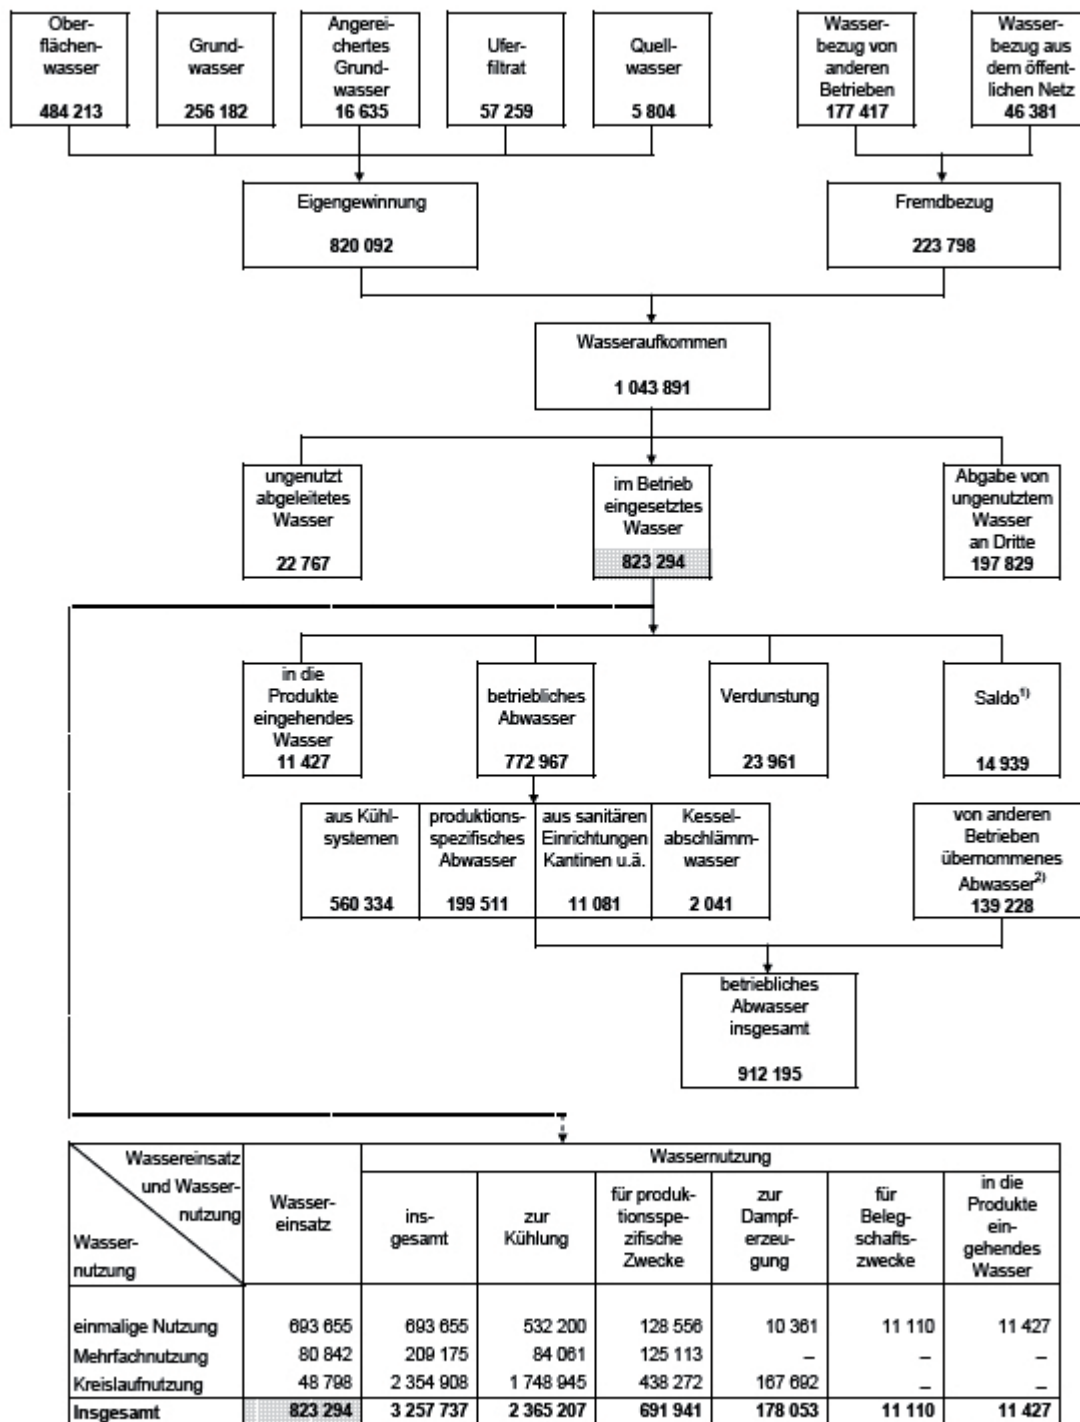 Ober-
flächen-
wasser
484 213
Grund-
wasser
256 182
Angerei-
chertes
Grund-
wasser
16 635
Ufer-
filtrat
57 259
Quell-
wasser
5 804
Wasser-
bezug von
anderen
Betrieben
177 417
Wasser-
bezug aus
dem öffent-
lichen Netz
46 381
Eigengewinnung
820 092
Fremdbezug
223 798
Wasseraufkommen
1 043 891
ungenutzt
abgeleitetes
Wasser
22 767
im Betrieb
eingesetztes
Wasser
823 294
Abgabe von
ungenutztem
Wasser
an Dritte
197 829
in die
Produkte
eingehendes
Wasser
11 427
betriebliches
Abwasser
772 967
Verdunstung
23 961
Saldo1)
14 939
aus Kühl-
systemen
560 334
produktions-
spezifisches
Abwasser
199 511
aus sanitären
Einrichtungen
Kantinen u.ä.
11 081
Kessel-
abschlämm-
wasser
2 041
von anderen
Betrieben
übernommenes
Abwasser2)
139 228
betriebliches
Abwasser
insgesamt
912 195
Wassereinsatz
und Wasser-
nutzung
Wasser-
nutzung
Wasser-
einsatz
Wassernutzung
ins-
gesamt
zur
Kühlung
für produk-
tionsspe-
zifische
Zwecke
zur
Dampf-
erzeu-
gung
für
Beleg-
schafts-
zwecke
in die
Produkte
ein-
gehendes
Wasser
einmalige Nutzung 693 655 693 655 532 200 128 556 10 361 11 110 11 427
Mehrfachnutzung 80 842 209 175 84 061 125 113 – – –
Kreislaufnutzung 48 798 2 354 908 1 748 945 438 272 167 692 – –
Insgesamt 823 294 3 257 737 2 365 207 691 941 178 053 11 110 11 427